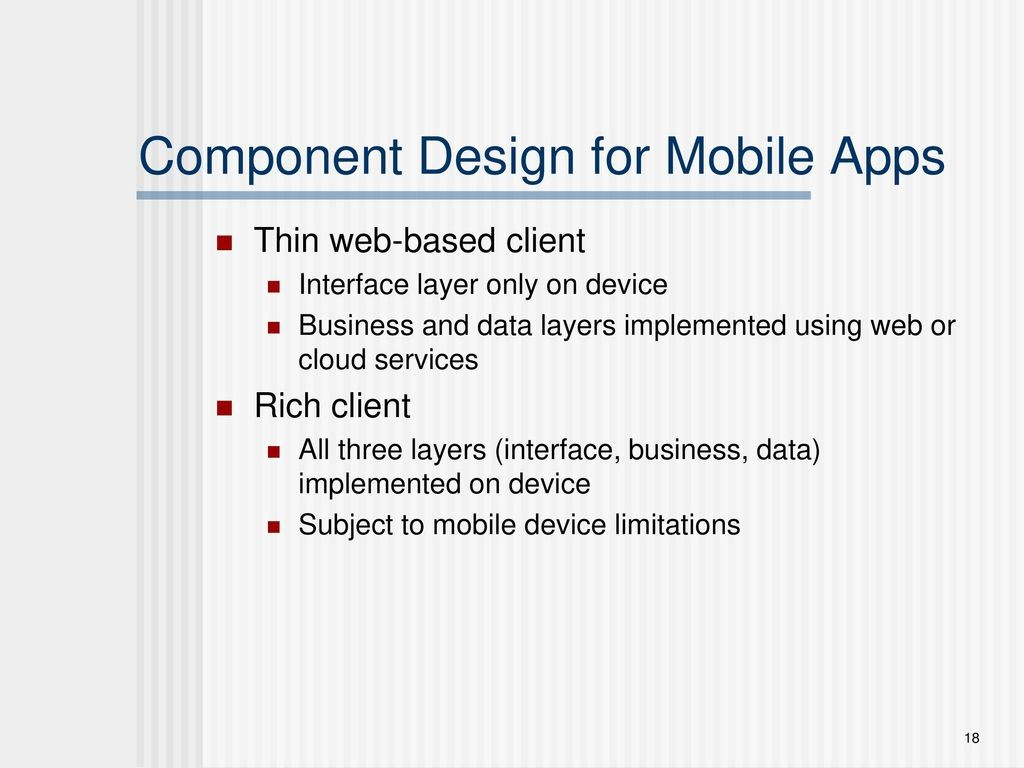 Component Design for Mobile Apps
Thin web-based client
Interface layer only on device
Business and data layers implemented using web or
cloud services
Rich client
All three layers (interface, business, data)
implemented on device
Subject to mobile device limitations
18